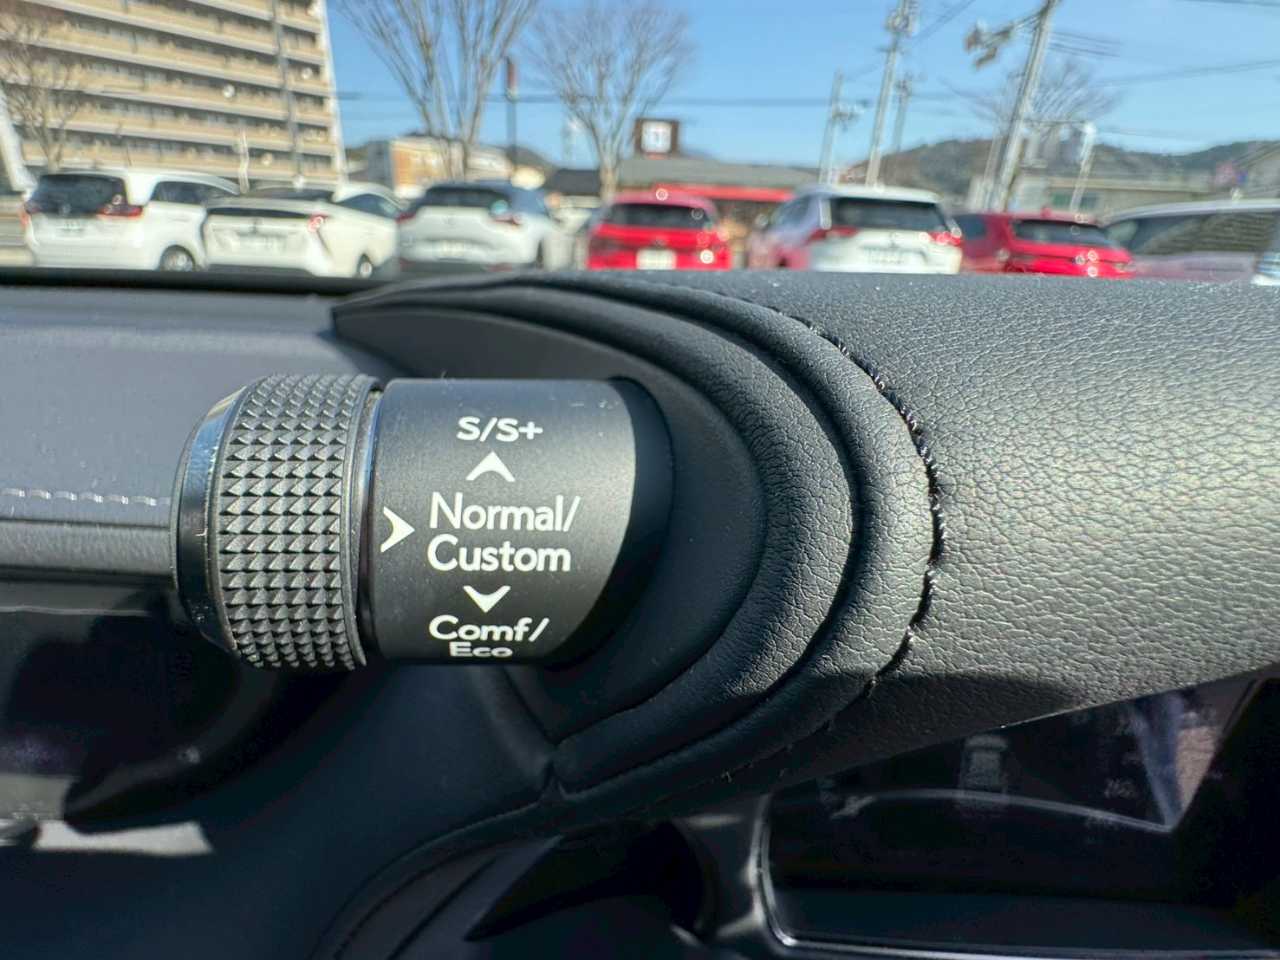 S/S+
Normal/
Custom
Comf/
Eco